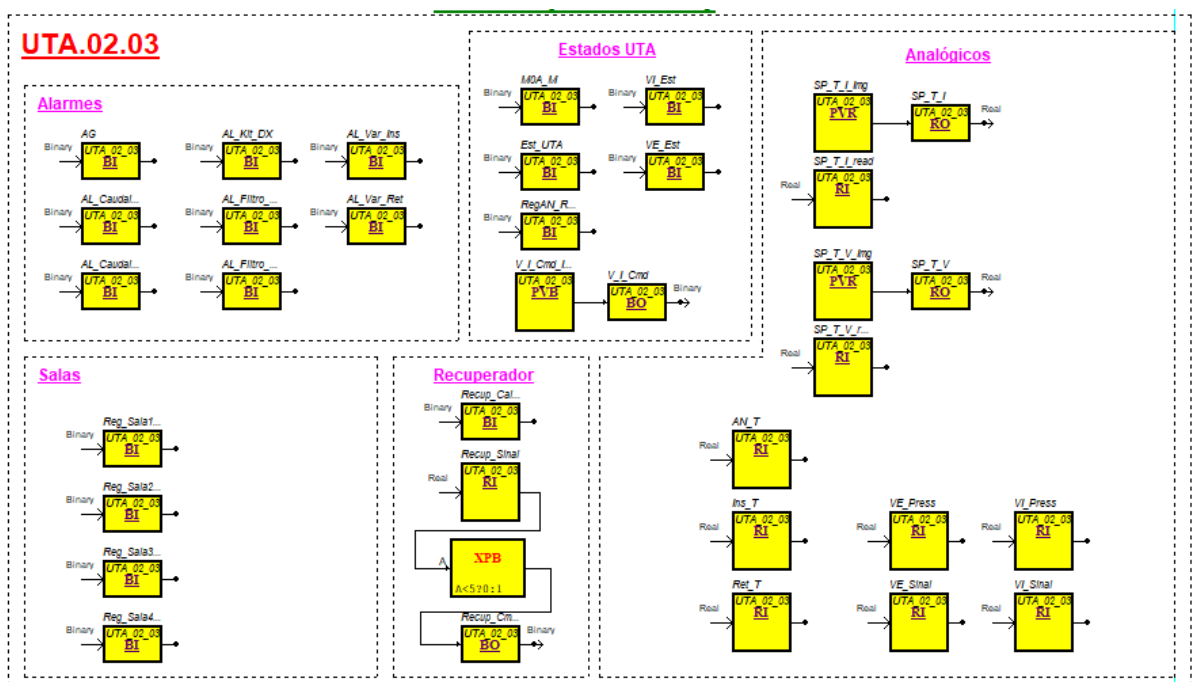 UTA.02.03
Alarmes
AG
Binary
UTA_02_03
BI
AL_Kit_DX
Binary
UTA_02_03
BI
AL_Var_Ins
Binary
UTA_02_03
BI
AL_Caudal...
Binary
UTA_02_03
BI
AL_Filtro_...
Binary
UTA_02_03
BI
AL_Var_Ret
Binary
UTA_02_03
BI
AL_Caudal...
Binary
UTA_02_03
BI
AL_Filtro_...
Binary
UTA_02_03
BI
Estados UTA
M0A_M
Binary
UTA_02_03
BI
VI_Est
Binary
UTA_02_03
BI
Est_UTA
Binary
UTA_02_03
BI
VE_Est
Binary
UTA_02_03
BI
RegAN_R...
Binary
UTA_02_03
BI
V_I_Cmd_I...
UTA_02_03
PVB
V_I_Cmd
UTA_02_03
BO
Binary
Analógicos
SP_T_I_Img
UTA_02_03
PVR
SP_T_I
UTA_02_03
RO
Real
SP_T_I_read
Real
UTA_02_03
RI
SP_T_V_Img
UTA_02_03
PVR
SP_T_V
UTA_02_03
RO
Real
SP_T_V_r...
Real
UTA_02_03
RI
AN_T
Real
UTA_02_03
RI
Ins_T
Real
UTA_02_03
RI
VE_Press
Real
UTA_02_03
RI
VI_Press
Real
UTA_02_03
RI
Ret_T
Real
UTA_02_03
RI
VE_Sinal
Real
UTA_02_03
RI
VI_Sinal
Real
UTA_02_03
RI
Salas
Reg_Sala1...
Binary
UTA_02_03
BI
Reg_Sala2...
Binary
UTA_02_03
BI
Reg_Sala3...
Binary
UTA_02_03
BI
Reg_Sala4...
Binary
UTA_02_03
BI
Recuperador
Recup_Cal...
Binary
UTA_02_03
BI
Recup_Sinal
Real
UTA_02_03
RI
A
XPB
A<5?0:1
Recup_Cm...
UTA_02_03
BO
Binary